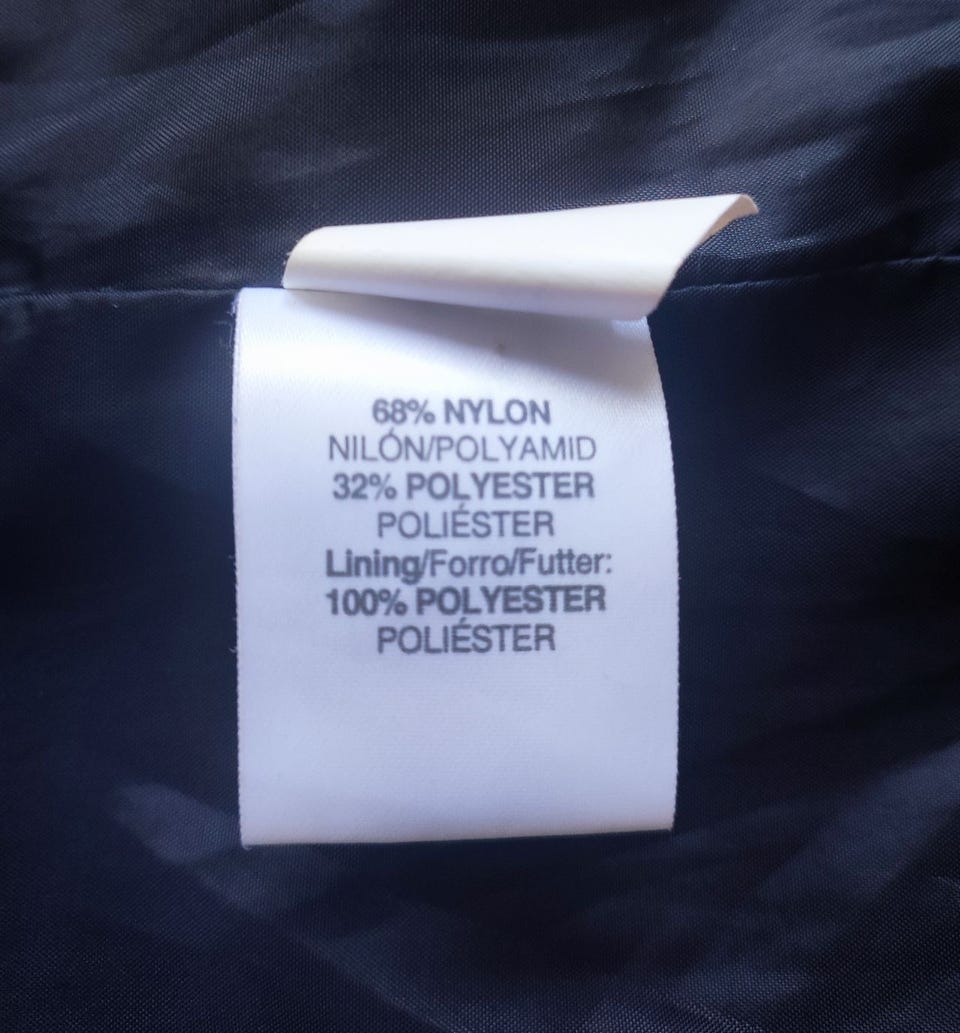 68% NYLON
NILÓN/POLYAMID
32% POLYESTER
POLIÉSTER
Lining/Forro/Futter:
100% POLYESTER
POLIÉSTER